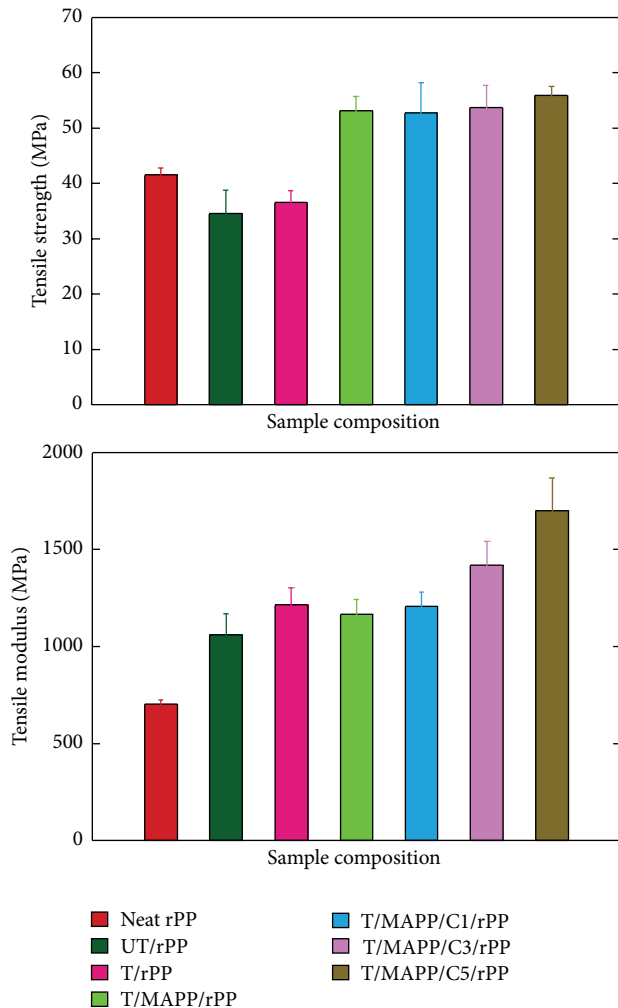 70
60
50
40
30
20
10
0
Tensile strength (MPa)
Sample composition
2000
1500
1000
500
0
Tensile modulus (MPa)
Sample composition
Neat rPP
UT/rPP
T/rPP
T/MAPP/rPP
T/MAPP/C1/rPP
T/MAPP/C3/rPP
T/MAPP/C5/rPP